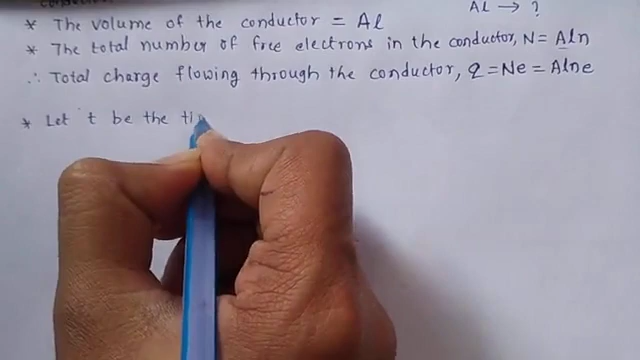 Al → ?
* The volume of the conductor = Al
* The total number of free electrons in the conductor, N = Aln
∴ Total charge flowing through the conductor, q = Ne = Alne
* Let t be the